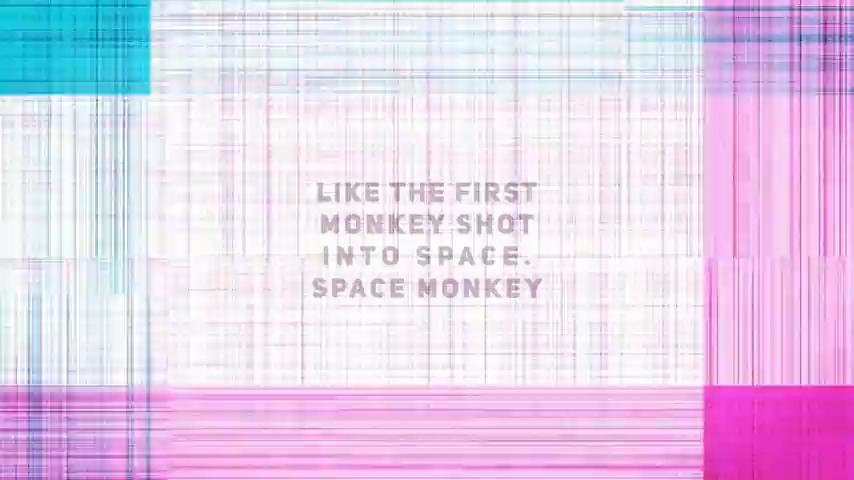 LIKE THE FIRST
MONKEY SHOT
INTO SPACE.
SPACE MONKEY